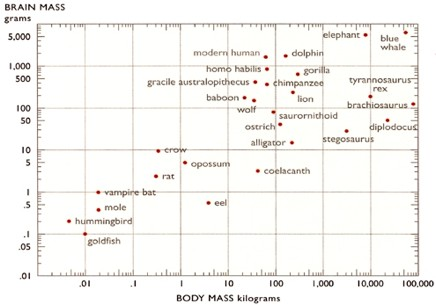 BRAIN MASS
grams
5,000
1,000
500
100
50
10
5
1
.5
.1
.05
.01
elephant
blue
whale
modern human
dolphin
homo habilis
gorilla
gracile australopithecus
chimpanzee
tyrannosaurus
rex
baboon
lion
brachiosaurus
wolf
saurornithoid
ostrich
diplodocus
alligator
stegosaurus
crow
opossum
coelacanth
rat
vampire bat
eel
mole
hummingbird
goldfish
.01
.1
1
10
100
1,000
10,000
100,000
BODY MASS kilograms